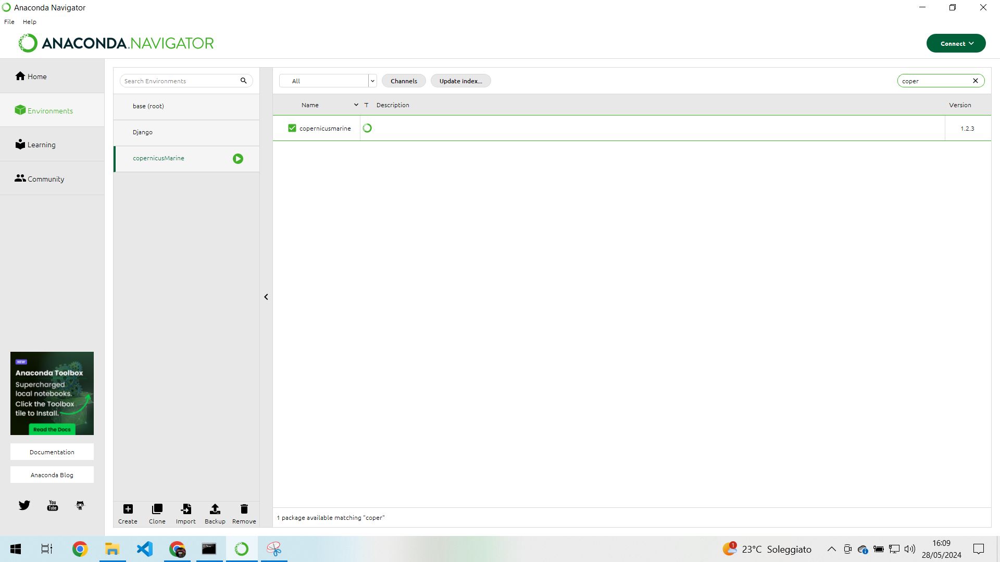 Anaconda Navigator
File Help
ANACONDA.NAVIGATOR
Connect
Home
Environments
Learning
Community
Search Environments
base (root)
Django
copernicusMarine
All
Channels
Update index...
coper
Name T Description Version
copernicusmarine 1.2.3
NEW
Anaconda Toolbox
Supercharged
local notebooks.
Click the Toolbox
tile to Install.
Read the Docs
Documentation
Anaconda Blog
You
Tube
Create Clone Import Backup Remove
1 package available matching "coper"
1
23°C Soleggiato
16:09
28/05/2024